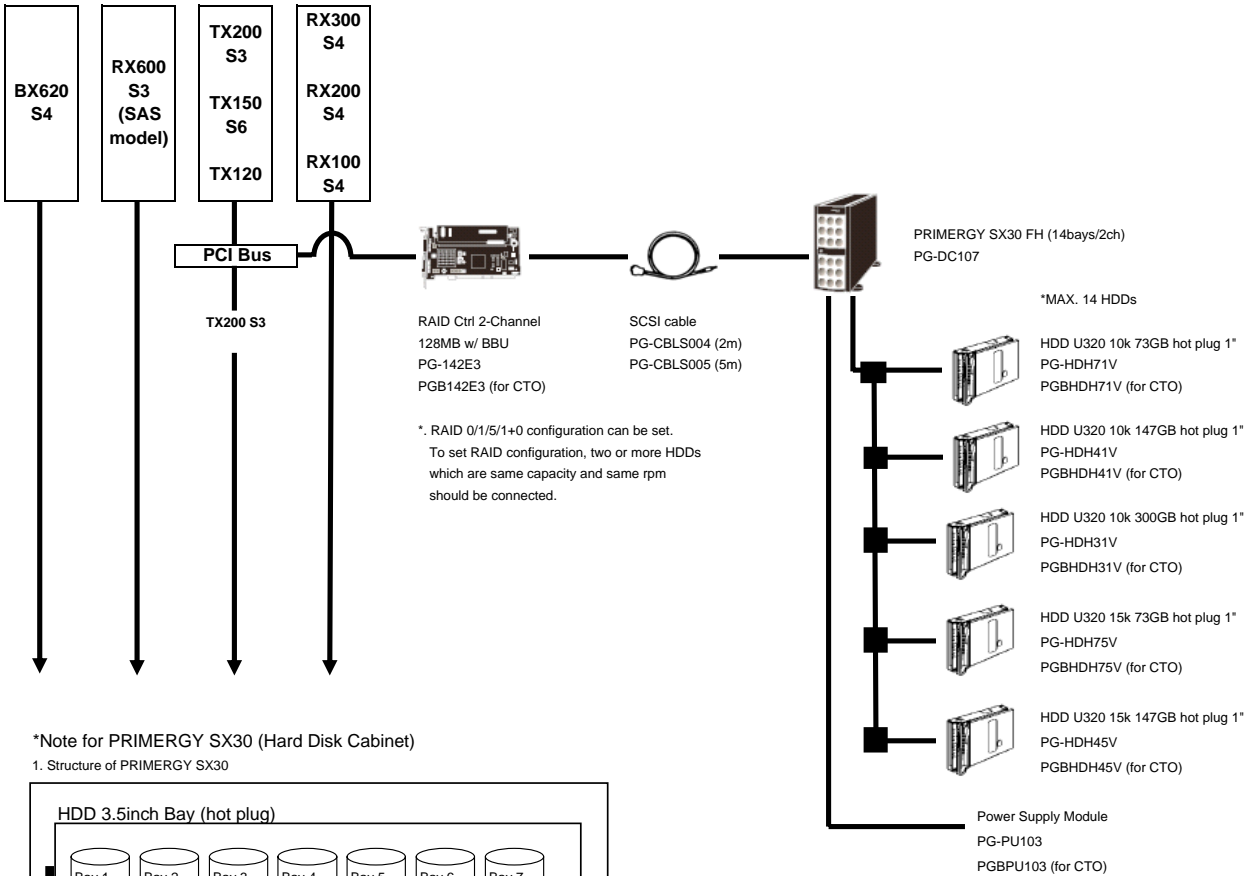 BX620
S4
RX600
S3
(SAS
model)
TX200
S3
TX150
S6
TX120
RX300
S4
RX200
S4
RX100
S4
PCI Bus
TX200 S3
RAID Ctrl 2-Channel
128MB w/ BBU
PG-142E3
PGB142E3 (for CTO)
*. RAID 0/1/5/1+0 configuration can be set.
To set RAID configuration, two or more HDDs
which are same capacity and same rpm
should be connected.
SCSI cable
PG-CBLS004 (2m)
PG-CBLS005 (5m)
PRIMERGY SX30 FH (14bays/2ch)
PG-DC107
*MAX. 14 HDDs
HDD U320 10k 73GB hot plug 1"
PG-HDH71V
PGBHDH71V (for CTO)
HDD U320 10k 147GB hot plug 1"
PG-HDH41V
PGBHDH41V (for CTO)
HDD U320 10k 300GB hot plug 1"
PG-HDH31V
PGBHDH31V (for CTO)
HDD U320 15k 73GB hot plug 1"
PG-HDH75V
PGBHDH75V (for CTO)
HDD U320 15k 147GB hot plug 1"
PG-HDH45V
PGBHDH45V (for CTO)
Power Supply Module
PG-PU103
PGBPU103 (for CTO)
*Note for PRIMERGY SX30 (Hard Disk Cabinet)
1. Structure of PRIMERGY SX30
HDD 3.5inch Bay (hot plug)
Bay 1 Bay 2 Bay 3 Bay 4 Bay 5 Bay 6 Bay 7